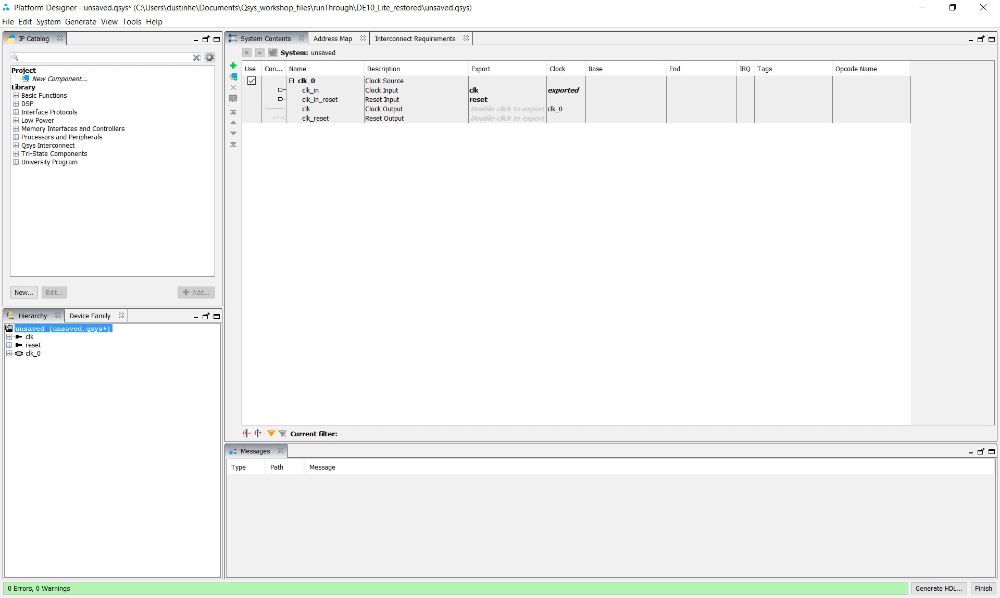 Platform Designer - unsaved.qsys* (C:\Users\dustinhe\Documents\Qsys_workshop_files\runThrough\DE10_Lite_restored\unsaved.qsys)
File Edit System Generate View Tools Help
IP Catalog
Project
New Component...
Library
Basic Functions
DSP
Interface Protocols
Low Power
Memory Interfaces and Controllers
Processors and Peripherals
Qsys Interconnect
Tri-State Components
University Program
New... Edit... Add...
Hierarchy Device Family
unsaved [unsaved.qsys*]
clk
reset
clk_0
System Contents Address Map Interconnect Requirements
System: unsaved
Use Con... Name Description Export Clock Base End IRQ Tags Opcode Name
clk_0 Clock Source
clk_in Clock Input clk exported
clk_in_reset Reset Input reset
clk Clock Output Double-click to export clk_0
clk_reset Reset Output Double-click to export
Current filter:
Messages
Type Path Message
0 Errors, 0 Warnings
Generate HDL... Finish